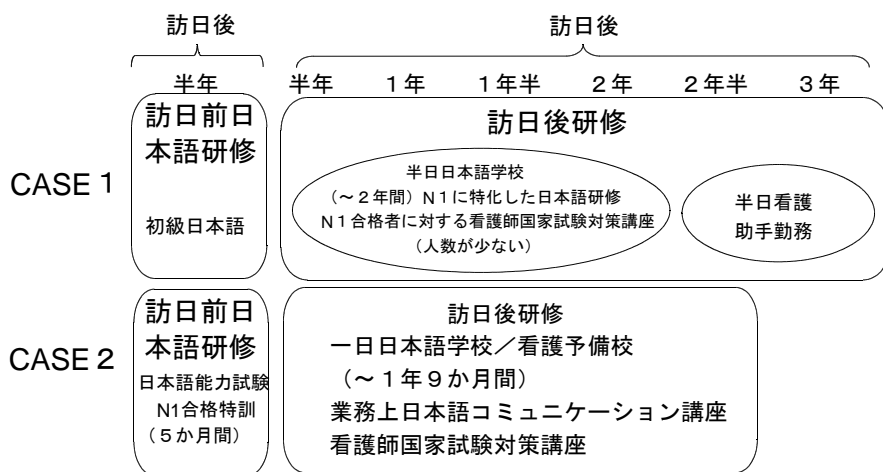 訪日後
訪日後
半年
半年
1年
1年半
2年
2年半
3年
CASE 1
訪日前日
本語研修
初級日本語
訪日後研修
半日日本語学校
(～２年間）N１に特化した日本語研修
N１合格者に対する看護師国家試験対策講座
（人数が少ない）
半日看護
助手勤務
CASE 2
訪日前日
本語研修
日本語能力試験
N1合格特訓
（５か月間）
訪日後研修
一日日本語学校／看護予備校
（～１年９か月間）
業務上日本語コミュニケーション講座
看護師国家試験対策講座